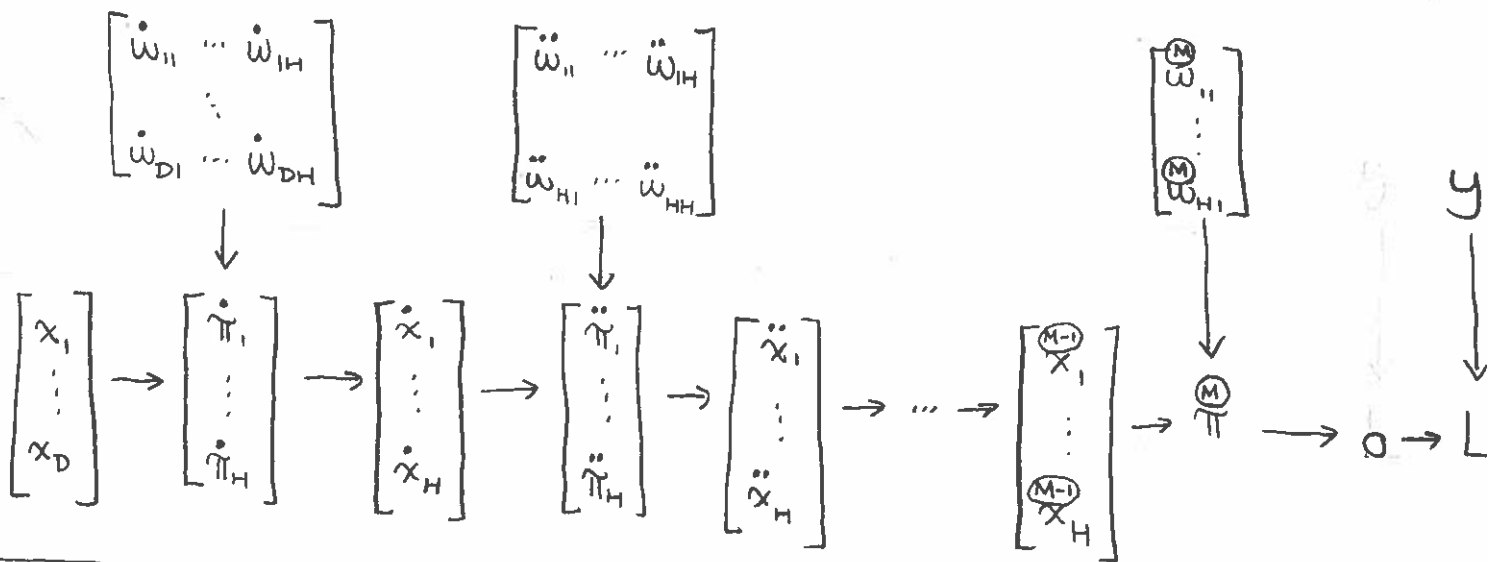 ẇ₁₁ ... ẇ₁H
⋱
ẇD1 ... ẇDH
ẅ₁₁ ... ẅ₁H
ẅH1 ... ẅHH
Ⓜ
w₁₁
⋮
Ⓜ
wH1
y
x₁
⋮
xD
→
π̇₁
⋮
π̇H
→
ẋ₁
⋮
ẋH
→
π̈₁
⋮
π̈H
→
ẍ₁
⋮
ẍH
→ ... →
(M-1)
x₁
⋮
(M-1)
xH
→
Ⓜ
π
→ o → L